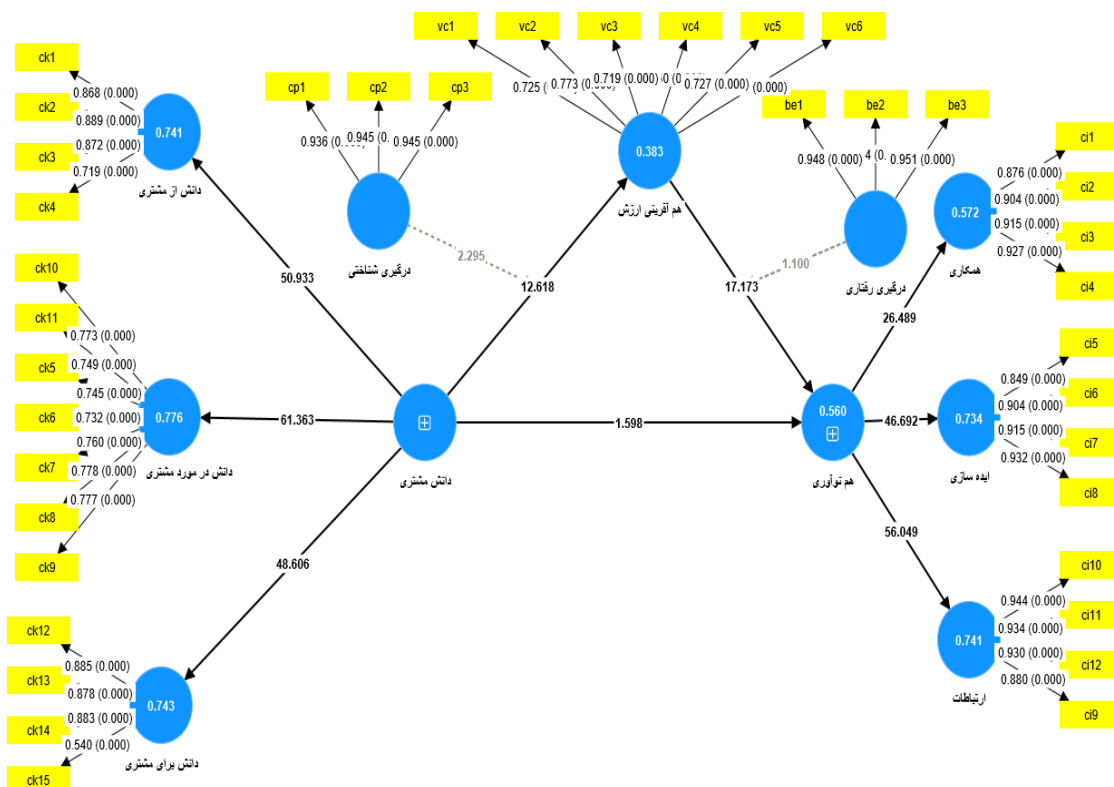 vc1 vc2 vc3 vc4 vc5 vc6
0.725 0.773 0.719 (0.000) 0.727 (0.000)
0.383
هم آفرینی ارزش
ck1
ck2
ck3
ck4
0.868 (0.000)
0.889 (0.000)
0.872 (0.000)
0.719 (0.000)
0.741
دانش از مشتری
cp1 cp2 cp3
0.936 0.945 0.945 (0.000)
درگیری شناختی
2.295
be1 be2 be3
0.948 (0.000) 0.951 (0.000)
درگیری رفتاری
1.100
ci1
ci2
ci3
ci4
0.876 (0.000)
0.904 (0.000)
0.915 (0.000)
0.927 (0.000)
0.572
همکاری
50.933
12.618
17.173
26.489
ck10
ck11
ck5
ck6
ck7
ck8
ck9
0.773 (0.000)
0.749 (0.000)
0.745 (0.000)
0.732 (0.000)
0.760 (0.000)
0.778 (0.000)
0.777 (0.000)
0.776
دانش در مورد مشتری
61.363
دانش مشتری
1.598
0.560
هم نوآوری
46.692
ci5
ci6
ci7
ci8
0.849 (0.000)
0.904 (0.000)
0.915 (0.000)
0.932 (0.000)
0.734
ایده سازی
48.606
56.049
ck12
ck13
ck14
ck15
0.885 (0.000)
0.878 (0.000)
0.883 (0.000)
0.540 (0.000)
0.743
دانش برای مشتری
ci10
ci11
ci12
ci9
0.944 (0.000)
0.934 (0.000)
0.930 (0.000)
0.880 (0.000)
0.741
ارتباطات